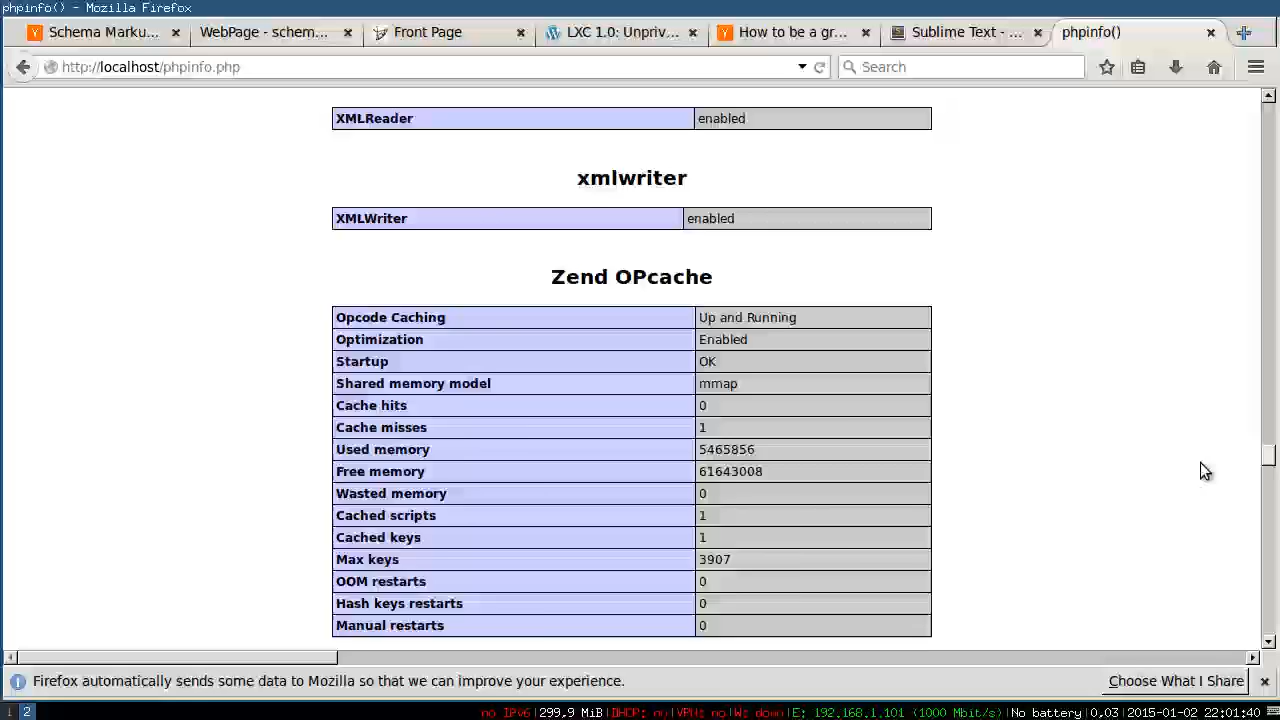 phpinfo() - Mozilla Firefox
Schema Marku... WebPage - schem... Front Page LXC 1.0: Unpriv... How to be a gr... Sublime Text - ... phpinfo()
http://localhost/phpinfo.php Search
XMLReader enabled
xmlwriter
XMLWriter enabled
Zend OPcache
Opcode Caching Up and Running
Optimization Enabled
Startup OK
Shared memory model mmap
Cache hits 0
Cache misses 1
Used memory 5465856
Free memory 61643008
Wasted memory 0
Cached scripts 1
Cached keys 1
Max keys 3907
OOM restarts 0
Hash keys restarts 0
Manual restarts 0
Firefox automatically sends some data to Mozilla so that we can improve your experience. Choose What I Share
1 2 no IPv6|299,9 MiB|DHCP: no|VPN: no|W: down|E: 192.168.1.101 (1000 Mbit/s)|No battery|0,03|2015-01-02 22:01:40